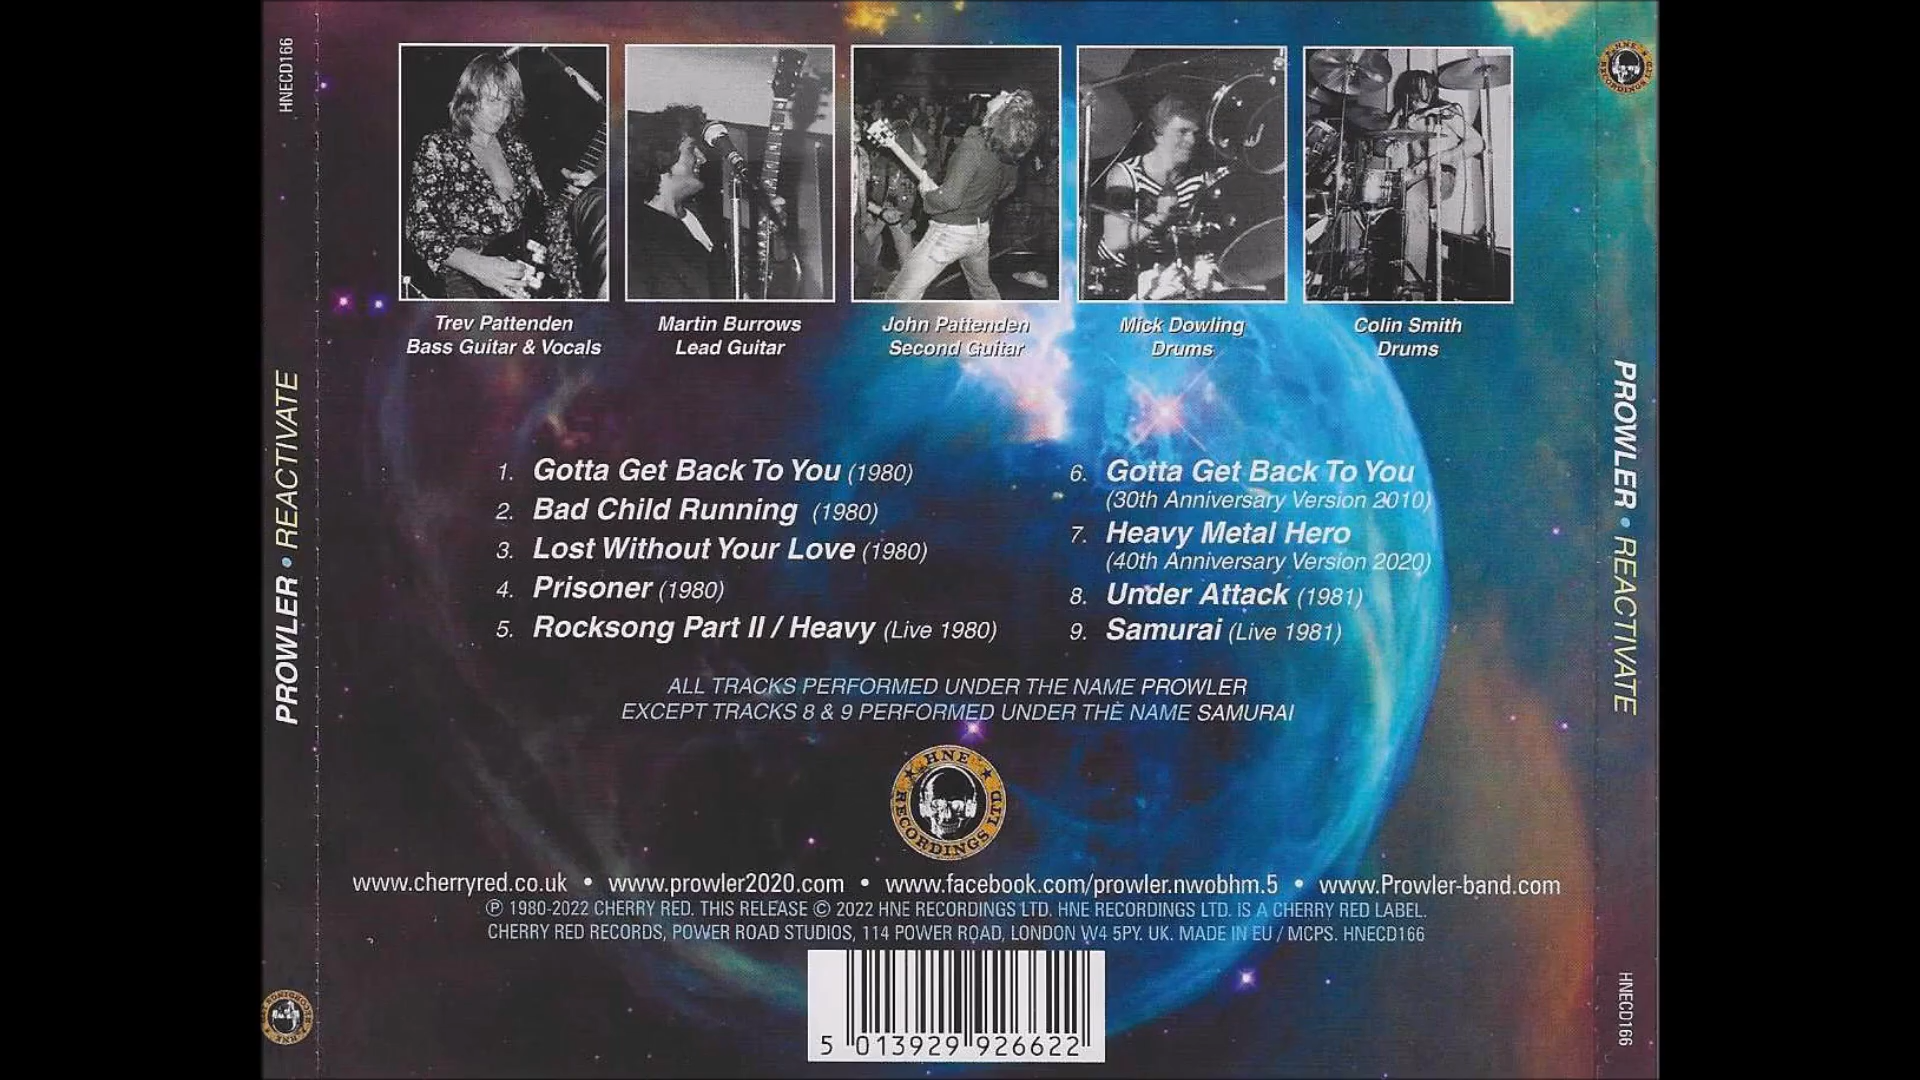 HNECD166
PROWLER • REACTIVATE
Trev Pattenden
Bass Guitar & Vocals
Martin Burrows
Lead Guitar
John Pattenden
Second Guitar
Mick Dowling
Drums
Colin Smith
Drums
HNE
RECORDINGS LTD
1. Gotta Get Back To You (1980)
2. Bad Child Running (1980)
3. Lost Without Your Love (1980)
4. Prisoner (1980)
5. Rocksong Part II / Heavy (Live 1980)
6. Gotta Get Back To You
(30th Anniversary Version 2010)
7. Heavy Metal Hero
(40th Anniversary Version 2020)
8. Under Attack (1981)
9. Samurai (Live 1981)
ALL TRACKS PERFORMED UNDER THE NAME PROWLER
EXCEPT TRACKS 8 & 9 PERFORMED UNDER THE NAME SAMURAI
HNE
RECORDINGS LTD
www.cherryred.co.uk • www.prowler2020.com • www.facebook.com/prowler.nwobhm.5 • www.Prowler-band.com
℗ 1980-2022 CHERRY RED. THIS RELEASE © 2022 HNE RECORDINGS LTD. HNE RECORDINGS LTD. IS A CHERRY RED LABEL.
CHERRY RED RECORDS, POWER ROAD STUDIOS, 114 POWER ROAD, LONDON W4 5PY. UK. MADE IN EU / MCPS. HNECD166
5 013929 926622
PROWLER • REACTIVATE
HNECD166
HNE
RECORDINGS LTD